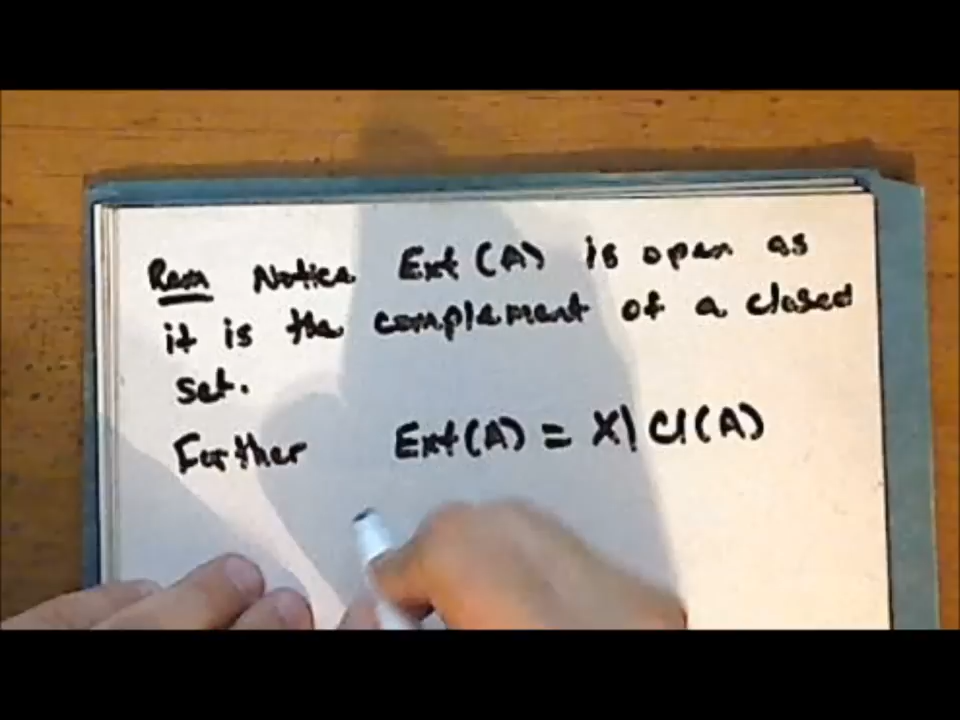 Rem Notice Ext(A) is open as
it is the complement of a closed
set.
Further Ext(A) = X\Cl(A)